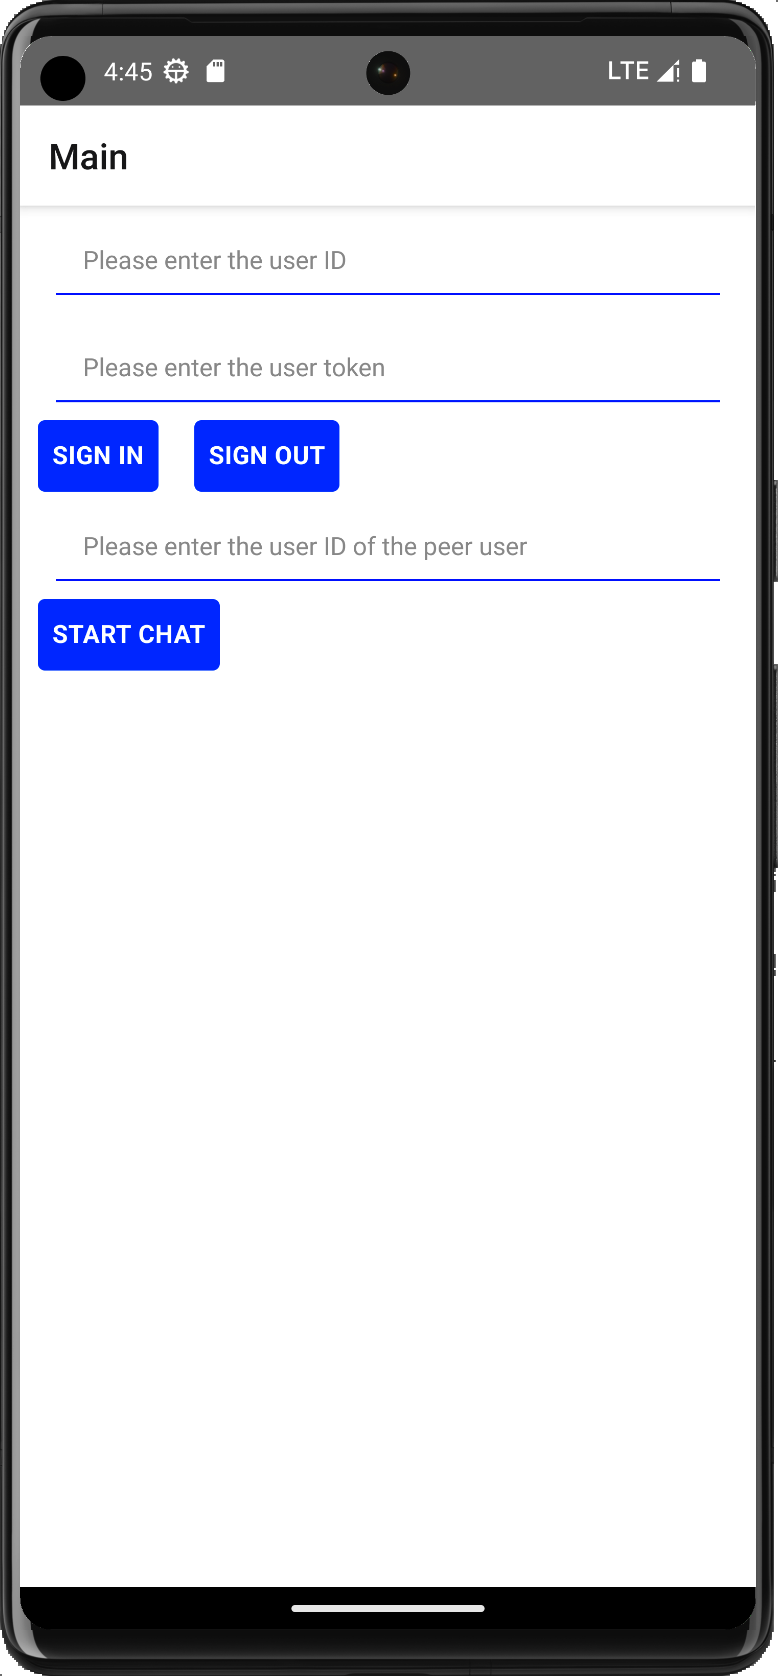 4:45 LTE
Main
Please enter the user ID
Please enter the user token
SIGN IN SIGN OUT
Please enter the user ID of the peer user
START CHAT